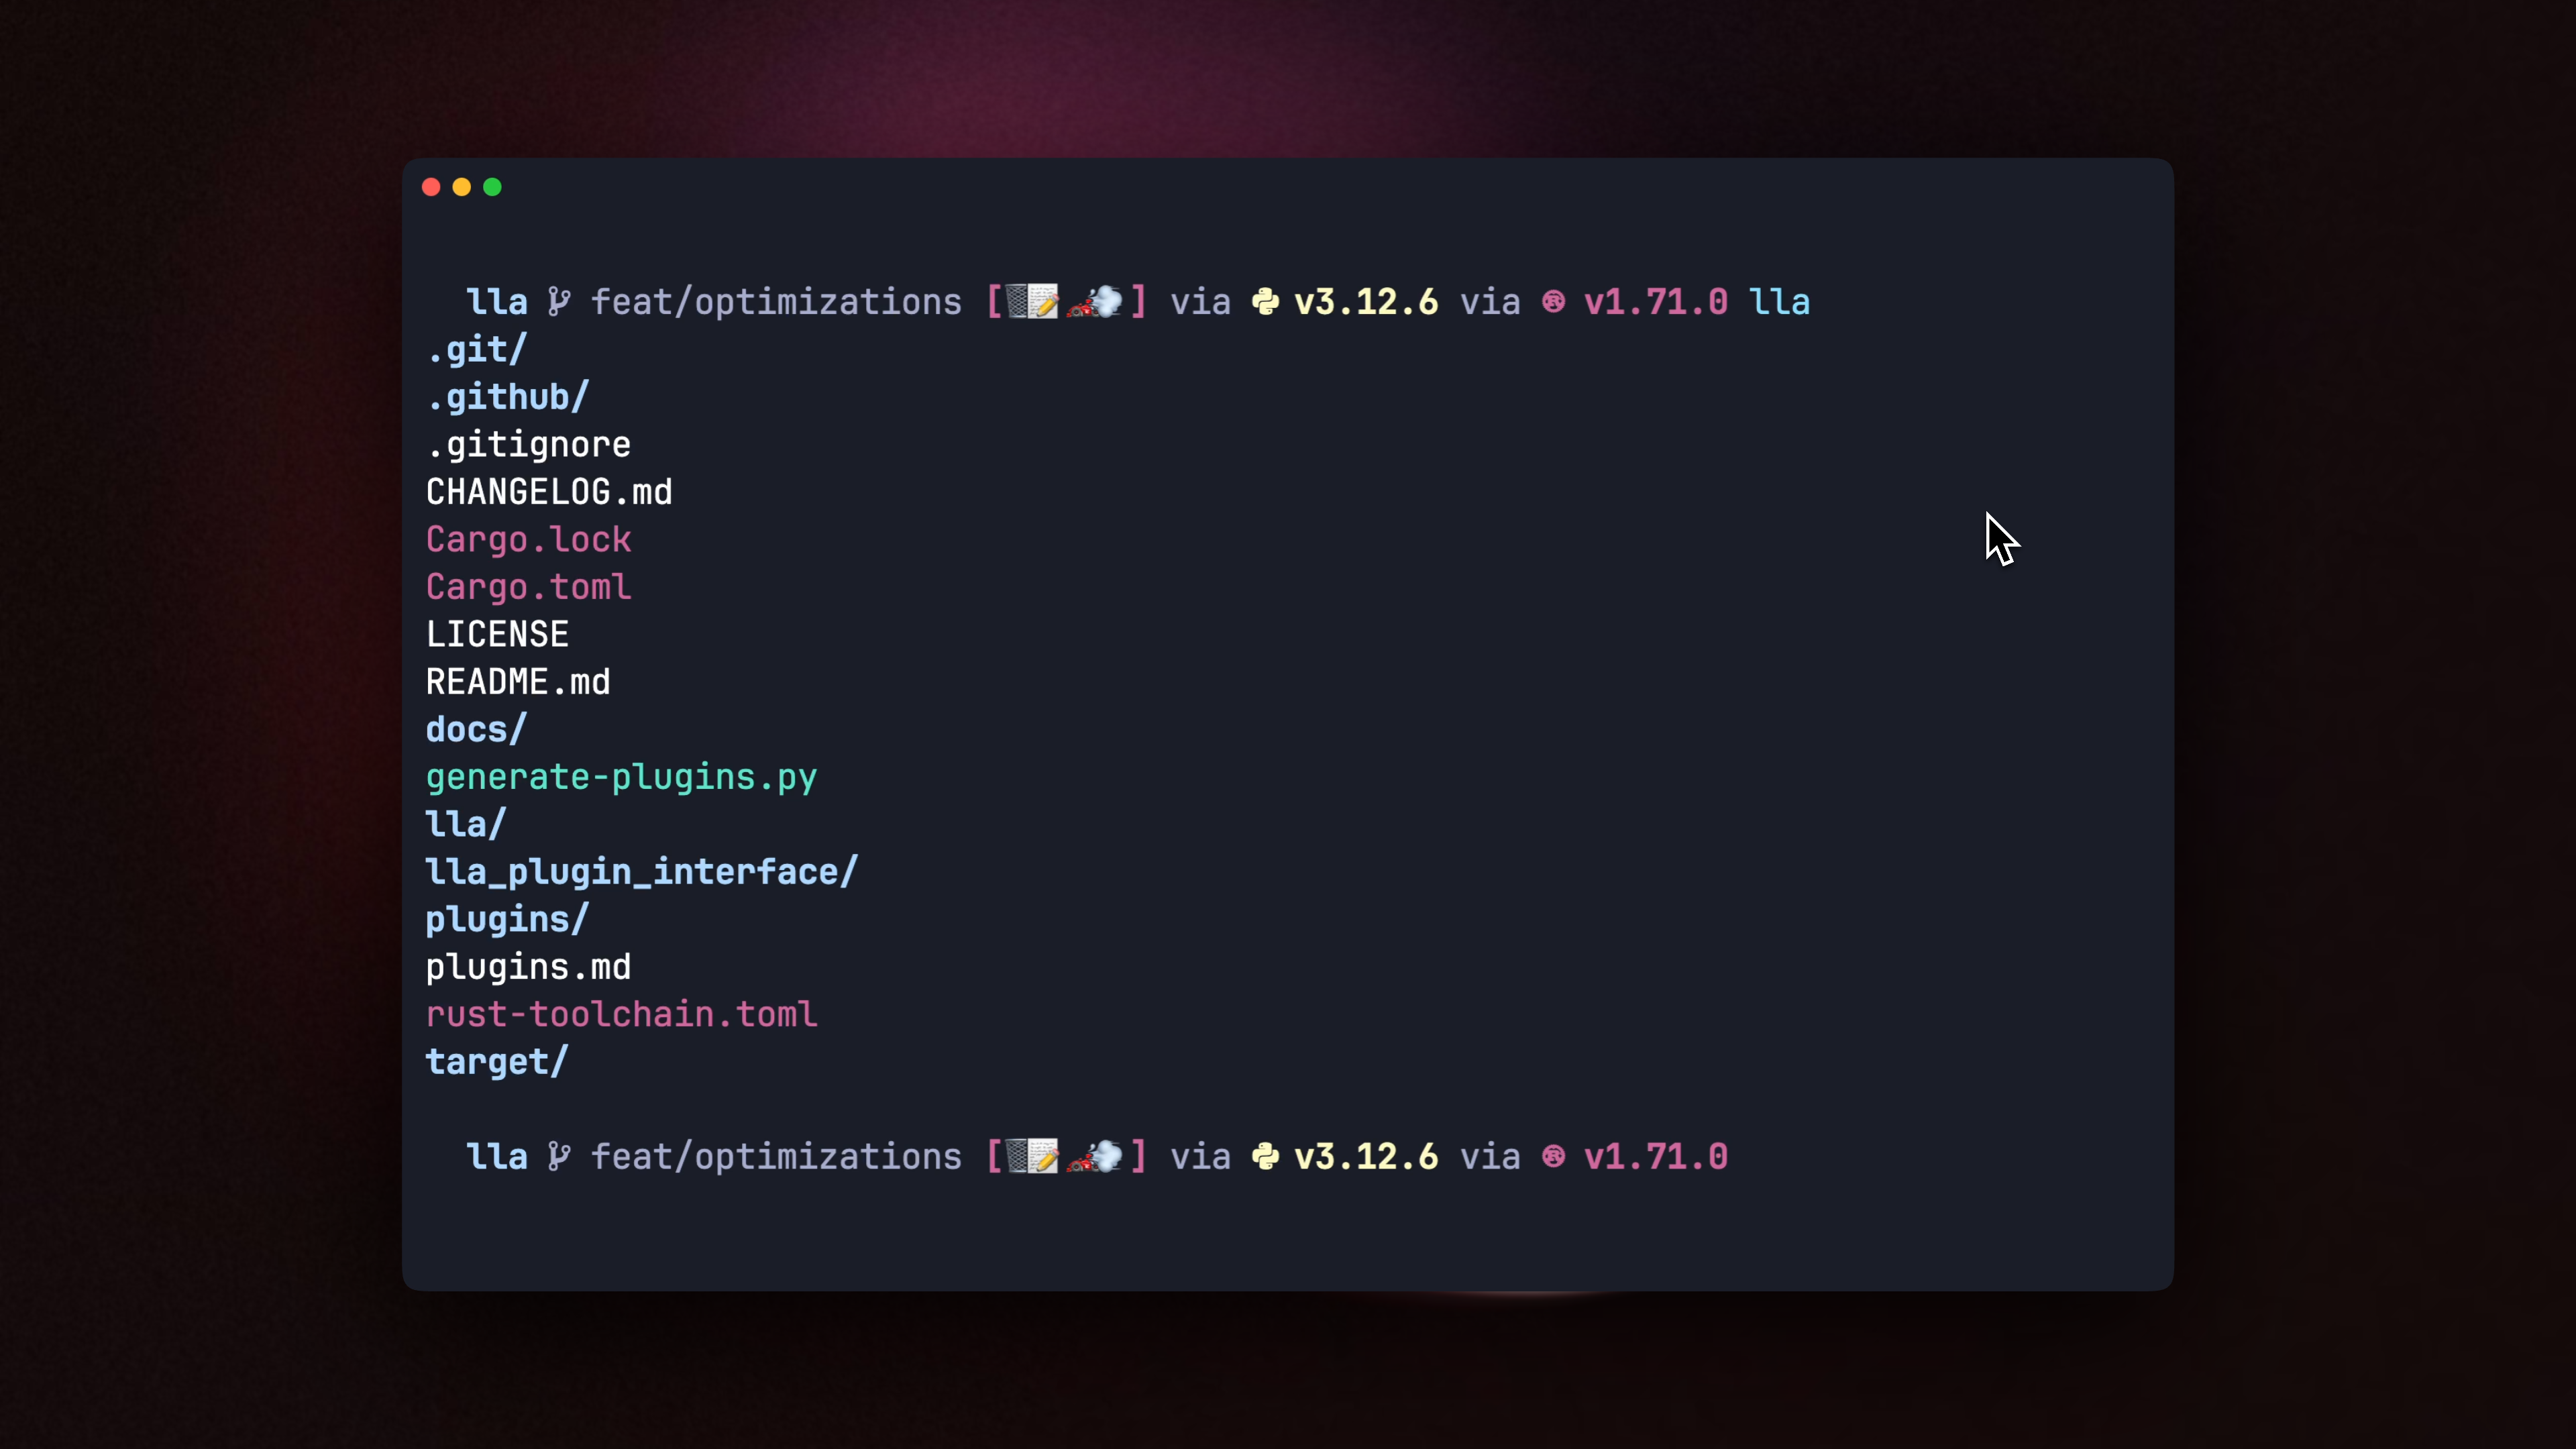 lla feat/optimizations [🗑️📝🏎️💨] via v3.12.6 via v1.71.0 lla
.git/
.github/
.gitignore
CHANGELOG.md
Cargo.lock
Cargo.toml
LICENSE
README.md
docs/
generate-plugins.py
lla/
lla_plugin_interface/
plugins/
plugins.md
rust-toolchain.toml
target/
lla feat/optimizations [🗑️📝🏎️💨] via v3.12.6 via v1.71.0